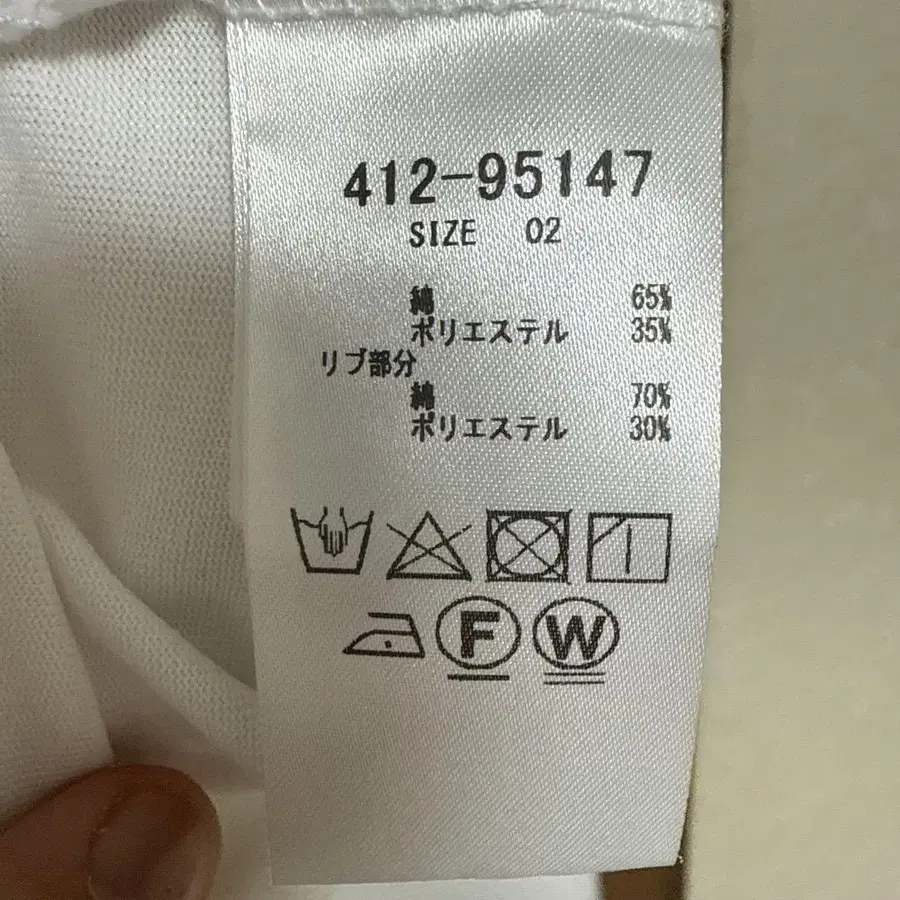 412-95147
SIZE 02
綿 65%
ポリエステル 35%
リブ部分
綿 70%
ポリエステル 30%
F W